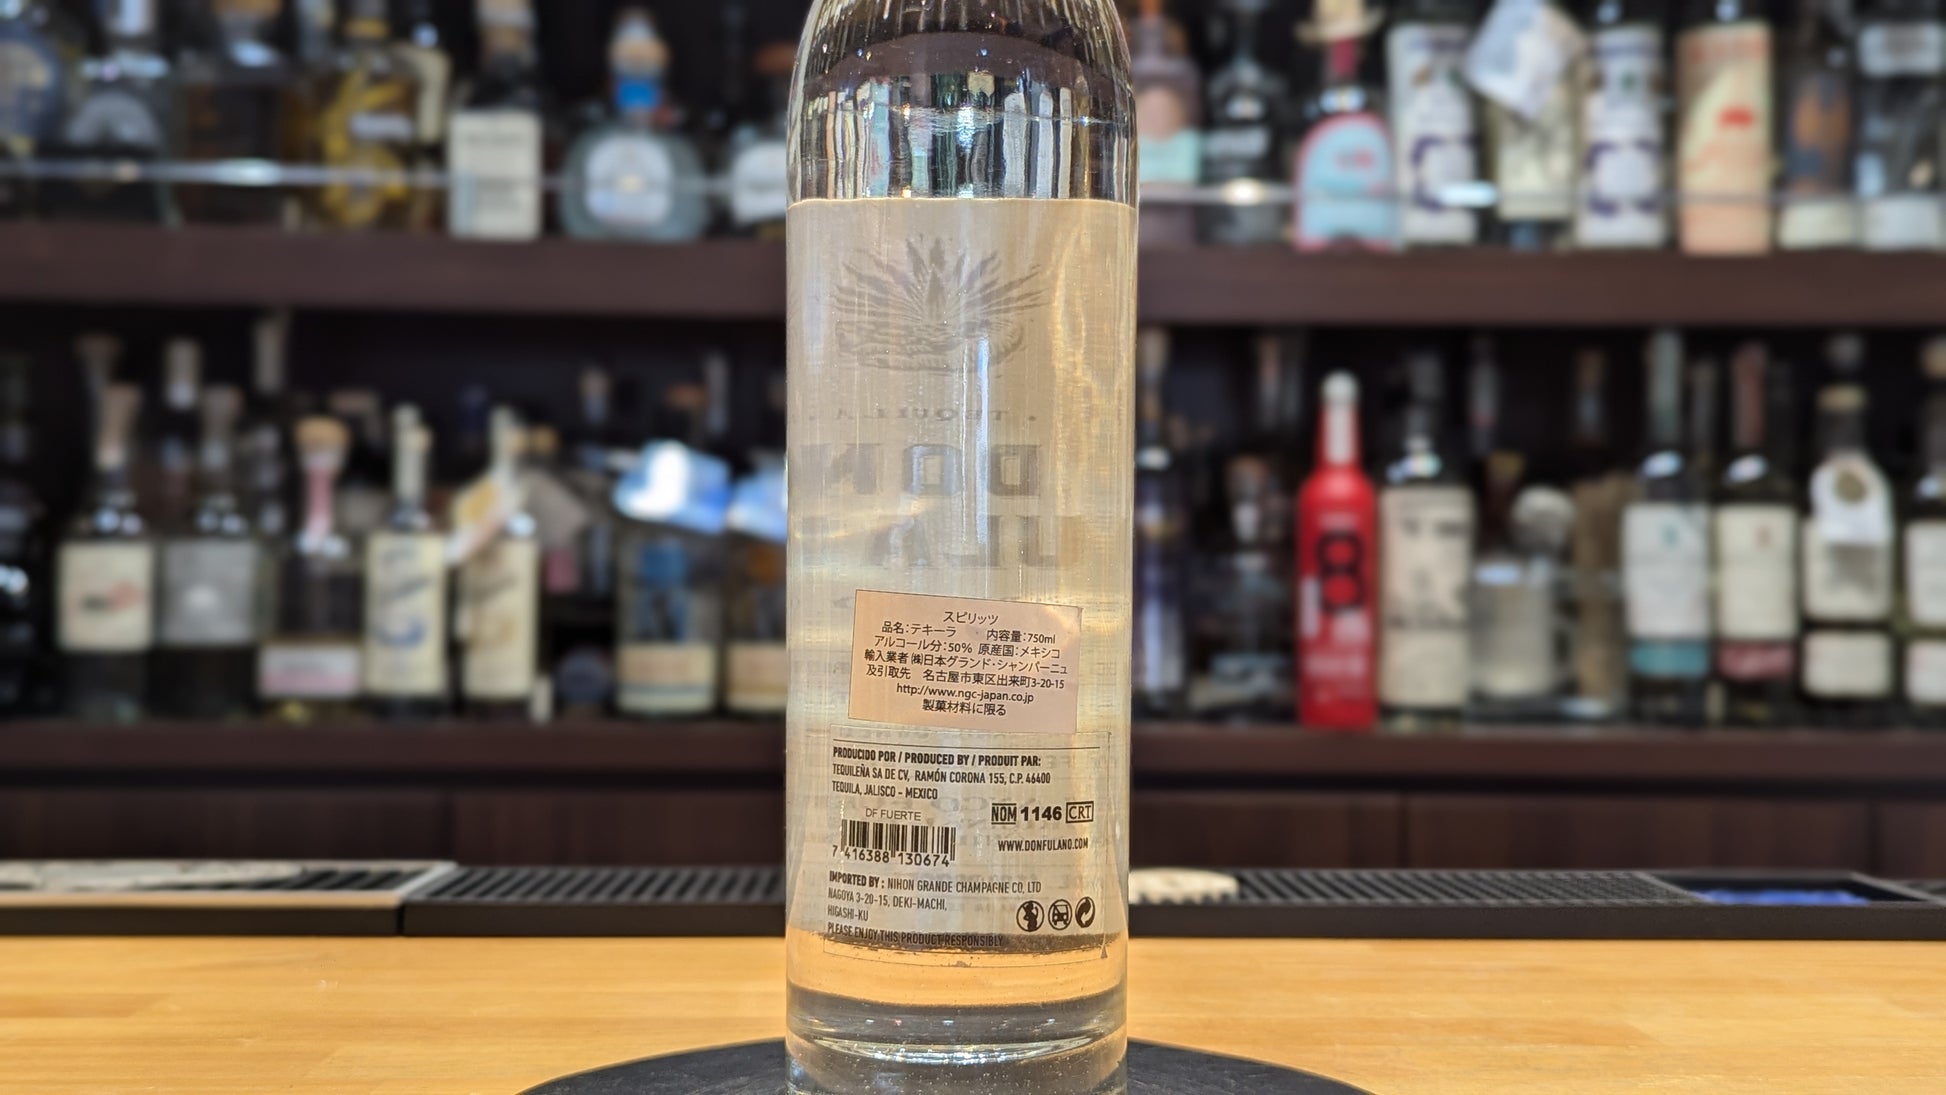 TEQUILA
DON
スピリッツ
品名：テキーラ 内容量：750ml
アルコール分：50% 原産国：メキシコ
輸入業者 ㈱日本グランド・シャンパーニュ
及引取先 名古屋市東区出来町3-20-15
http://www.ngc-japan.co.jp
製菓材料に限る
PRODUCIDO POR / PRODUCED BY / PRODUIT PAR:
TEQUILEÑA SA DE CV, RAMÓN CORONA 155, C.P. 46400
TEQUILA, JALISCO - MEXICO
DF FUERTE
NOM 1146 CRT
7 416388 130674
WWW.DONFULANO.COM
IMPORTED BY : NIHON GRANDE CHAMPAGNE CO, LTD
NAGOYA 3-20-15, DEKI-MACHI,
HIGASHI-KU
PLEASE ENJOY THIS PRODUCT RESPONSIBLY
8